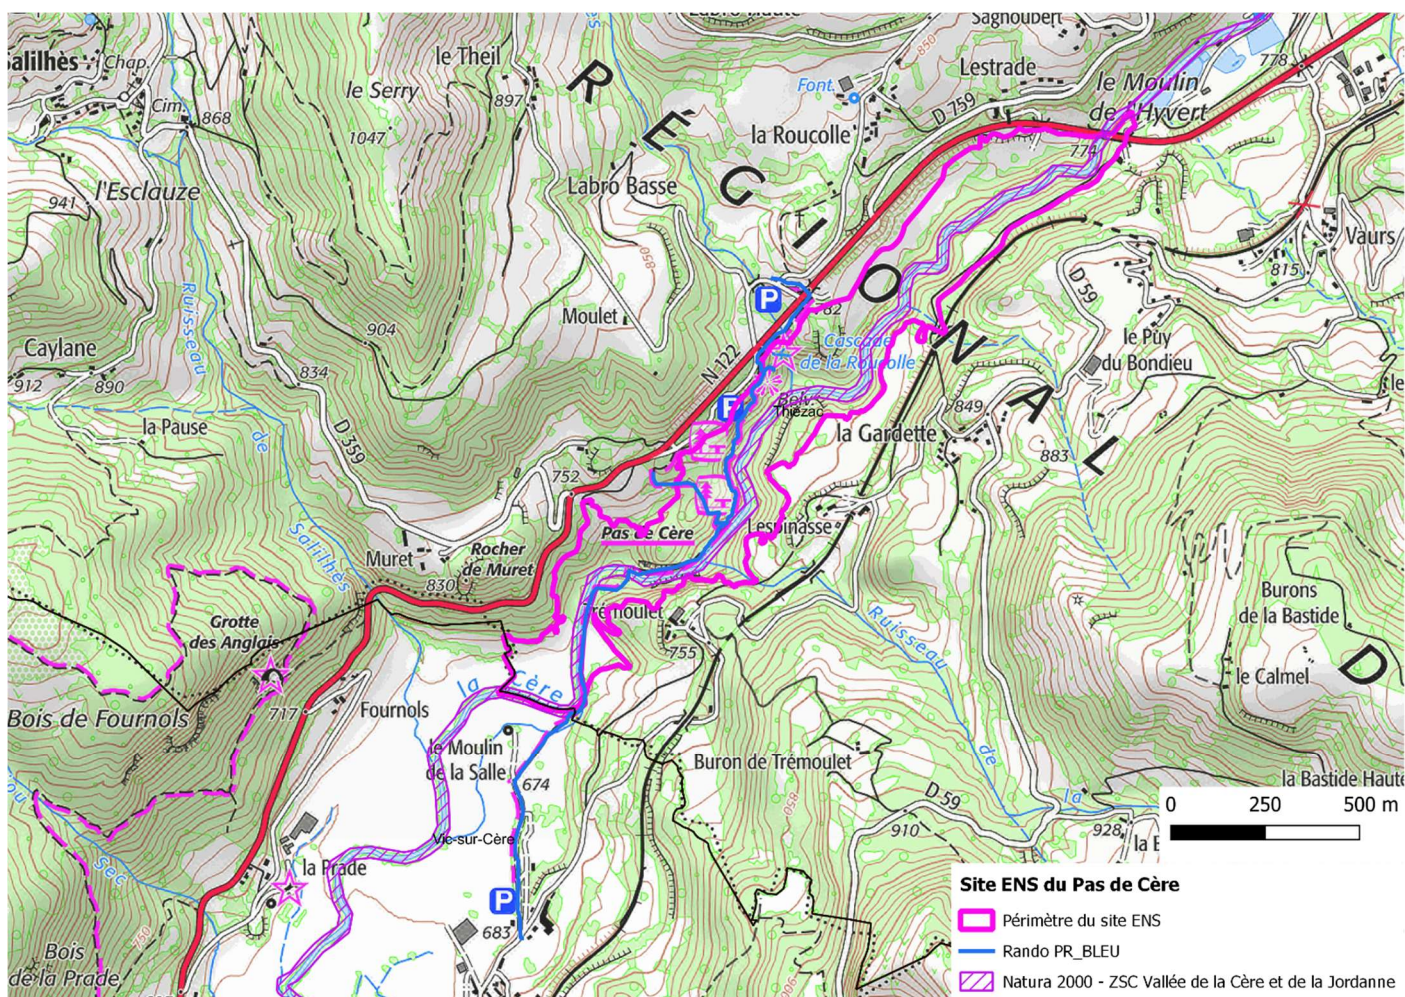 Sagnoubert
le Theil
Lestrade
778
Salilhès
Chap.
le Moulin
de l'Hyvert
Font.
850
le Serry
897
Cim.
868
D 759
la Roucolle
1047
774
RÉGIONAL
Labro Basse
l'Esclauze
941
850
Vaurs
815
D 59
Ruisseau
de
Salilhès
782
P
Moulet
904
le Puy
du Bondieu
Cascade
de la Roucolle
Caylane
N 122
912
890
834
Belv.
Thiézac
849
la Pause
D 359
la Gardette
883
752
Lespinasse
Pas de Cère
Muret
Rocher
de Muret
830
Burons
de la Bastide
Grotte
des Anglais
Trémoulet
755
Ruisseau
de
la
le Calmel
D
la Cère
717
Fournols
Bois de Fournols
le Moulin
de la Salle
Buron de Trémoulet
la Bastide Haute
674
850
D 59
910
928
Vic-sur-Cère
Sec
la Prade
P
683
750
Bois
de la Prade
0 250 500 m
Site ENS du Pas de Cère
Périmètre du site ENS
Rando PR_BLEU
Natura 2000 - ZSC Vallée de la Cère et de la Jordanne